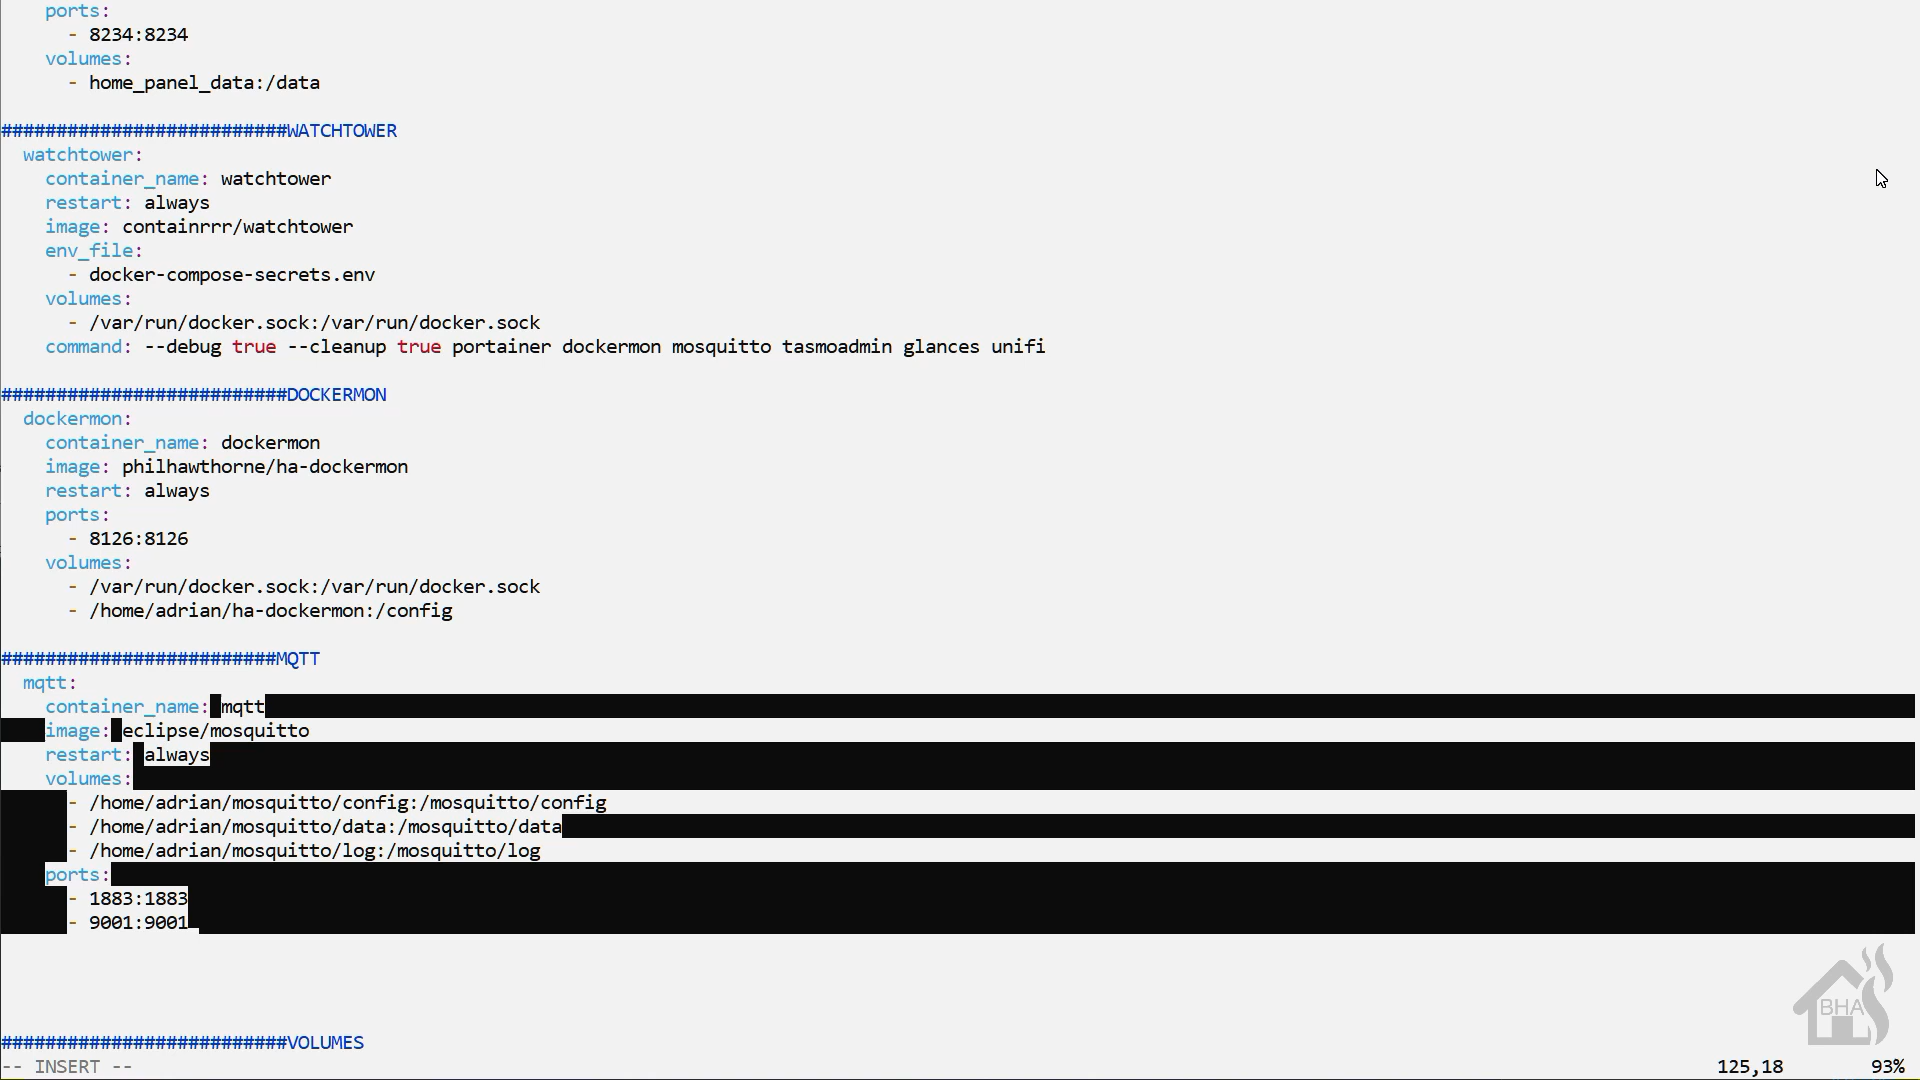 ports:
      - 8234:8234
    volumes:
      - home_panel_data:/data
##########################WATCHTOWER
  watchtower:
    container_name: watchtower
    restart: always
    image: containrrr/watchtower
    env_file:
      - docker-compose-secrets.env
    volumes:
      - /var/run/docker.sock:/var/run/docker.sock
    command: --debug true --cleanup true portainer dockermon mosquitto tasmoadmin glances unifi
##########################DOCKERMON
  dockermon:
    container_name: dockermon
    image: philhawthorne/ha-dockermon
    restart: always
    ports:
      - 8126:8126
    volumes:
      - /var/run/docker.sock:/var/run/docker.sock
      - /home/adrian/ha-dockermon:/config
#########################MQTT
  mqtt:
    container_name: mqtt
    image: eclipse/mosquitto
    restart: always
    volumes:
      - /home/adrian/mosquitto/config:/mosquitto/config
      - /home/adrian/mosquitto/data:/mosquitto/data
      - /home/adrian/mosquitto/log:/mosquitto/log
    ports:
      - 1883:1883
      - 9001:9001
BHA
##########################VOLUMES
-- INSERT -- 125,18 93%